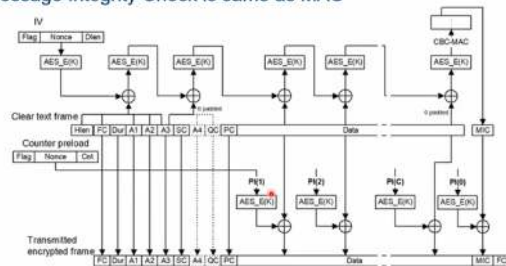 Message Integrity Check is same as MAC
IV
Flag Nonce Dlen
CBC-MAC
AES_E(K) AES_E(K) AES_E(K) AES_E(K) AES_E(K) AES_E(K)
0 padded
0 padded
Clear text frame
Hlen FC Dur A1 A2 A3 SC A4 QC PC Data MIC
Counter preload
Flag Nonce Cnt
PI(1) PI(2) PI(C) PI(0)
AES_E(K) AES_E(K) AES_E(K) AES_E(K)
Transmitted
encrypted frame
FC Dur A1 A2 A3 SC A4 QC PC Data MIC FC